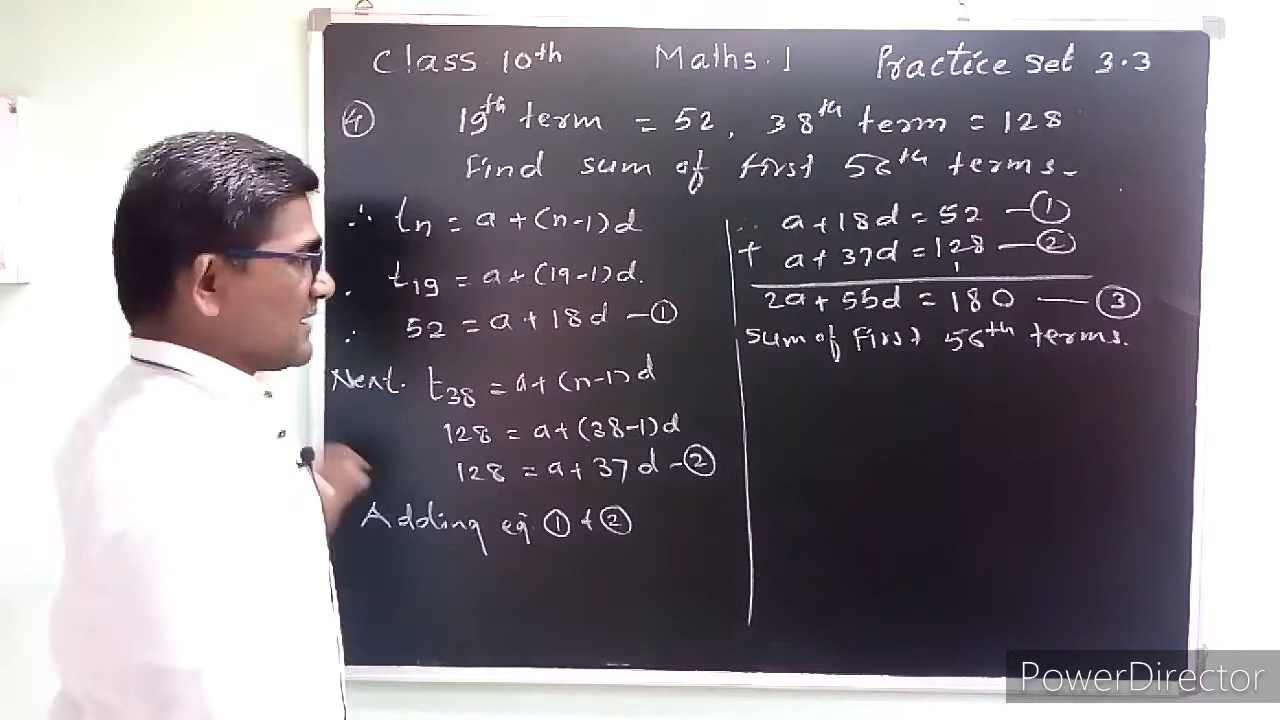 Class 10th Maths.1 Practice set 3.3
④ 19th term = 52, 38th term = 128
Find sum of first 56th terms.
∴ tn = a + (n-1)d
∴ t19 = a + (19-1)d.
∴ 52 = a + 18d — ①
Next. t38 = a + (n-1)d
128 = a + (38-1)d
128 = a + 37d — ②
Adding eq. ① & ②
∴ a + 18d = 52 — ①
+ a + 37d = 128 — ②
2a + 55d = 180 — ③
sum of First 56th terms.
PowerDirector